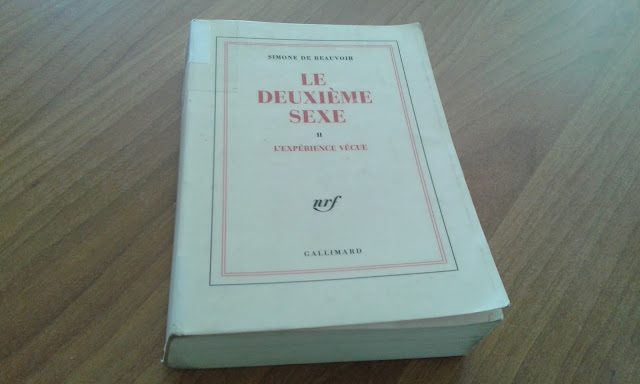 SIMONE DE BEAUVOIR
LE
DEUXIÈME
SEXE
II
L'EXPÉRIENCE VÉCUE
nrf
GALLIMARD